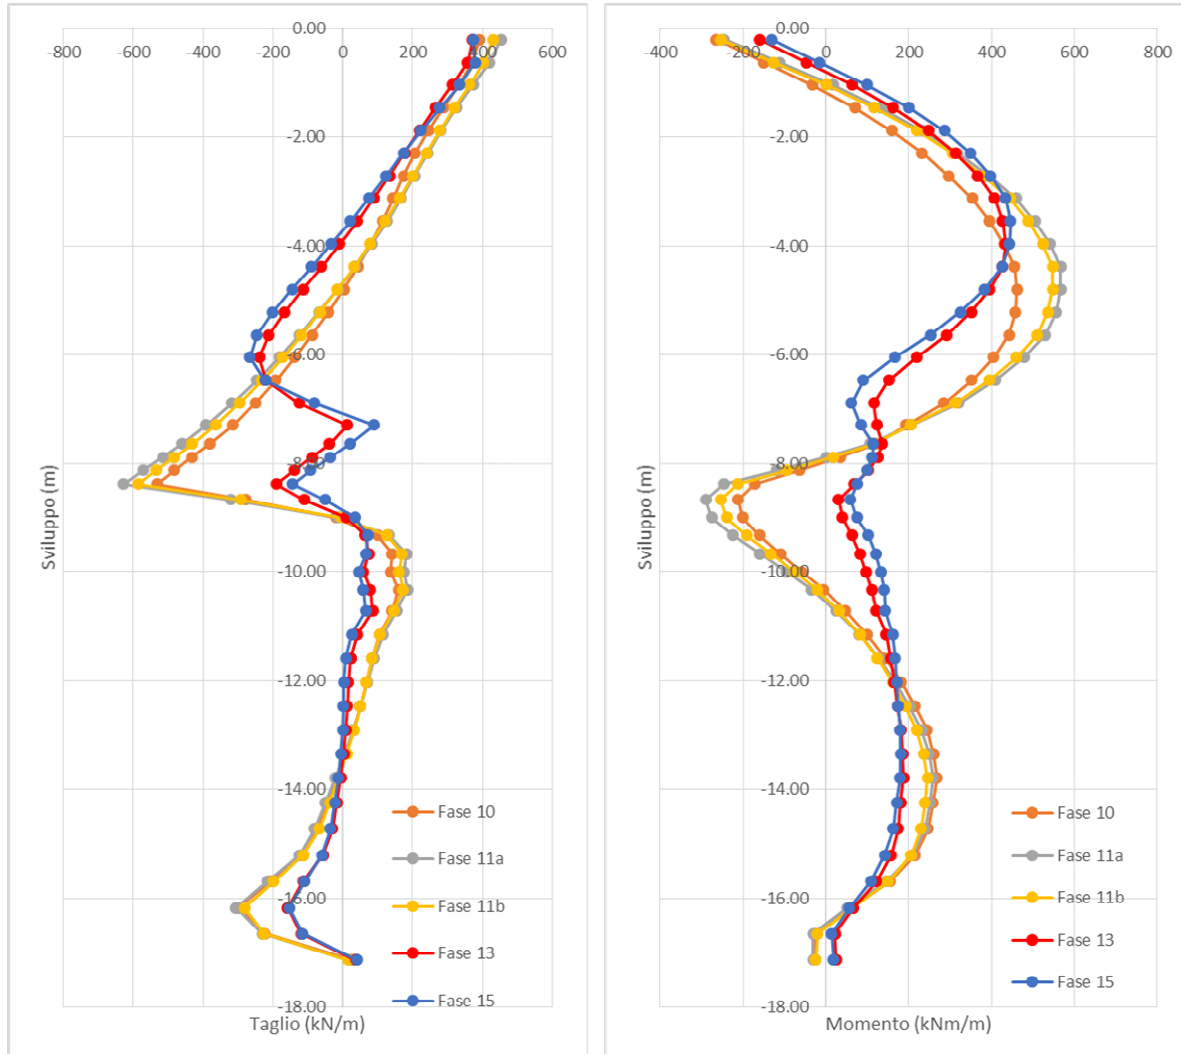 0.00
-800
-600
-400
-200
0
200
400
600
-2.00
-4.00
-6.00
-8.00
-10.00
-12.00
-14.00
-16.00
-18.00
Sviluppo (m)
Taglio (kN/m)
Fase 10
Fase 11a
Fase 11b
Fase 13
Fase 15
0.00
-400
-200
0
200
400
600
800
-2.00
-4.00
-6.00
-8.00
-10.00
-12.00
-14.00
-16.00
-18.00
Sviluppo (m)
Momento (kNm/m)
Fase 10
Fase 11a
Fase 11b
Fase 13
Fase 15